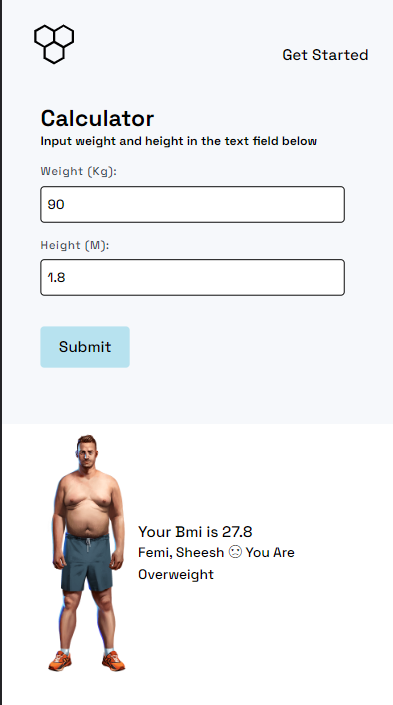 Get Started
Calculator
Input weight and height in the text field below
Weight (Kg):
90
Height (M):
1.8
Submit
Your Bmi is 27.8
Femi, Sheesh 🙁 You Are
Overweight